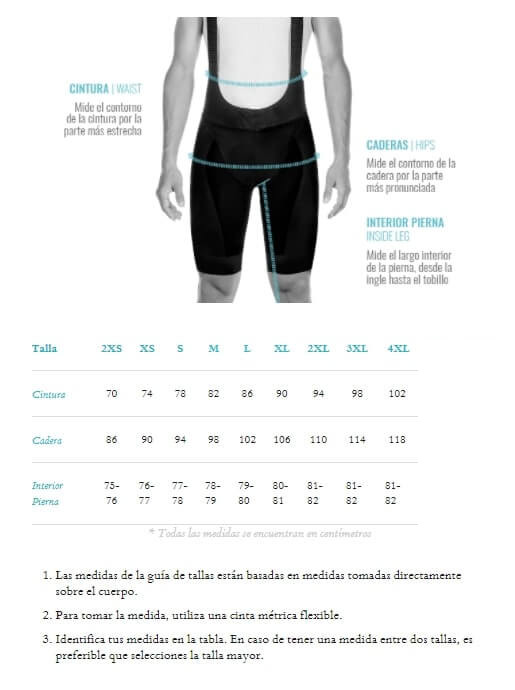 CINTURA | WAIST
Mide el contorno
de la cintura por la
parte más estrecha
CADERAS | HIPS
Mide el contorno de la
cadera por la parte
más pronunciada
INTERIOR PIERNA
INSIDE LEG
Mide el largo interior
de la pierna, desde la
ingle hasta el tobillo
Talla 2XS XS S M L XL 2XL 3XL 4XL
Cintura 70 74 78 82 86 90 94 98 102
Cadera 86 90 94 98 102 106 110 114 118
Interior 75- 76- 77- 78- 79- 80- 81- 81- 81-
Pierna 76 77 78 79 80 81 82 82 82
* Todas las medidas se encuentran en centímetros
1. Las medidas de la guía de tallas están basadas en medidas tomadas directamente
sobre el cuerpo.
2. Para tomar la medida, utiliza una cinta métrica flexible.
3. Identifica tus medidas en la tabla. En caso de tener una medida entre dos tallas, es
preferible que selecciones la talla mayor.